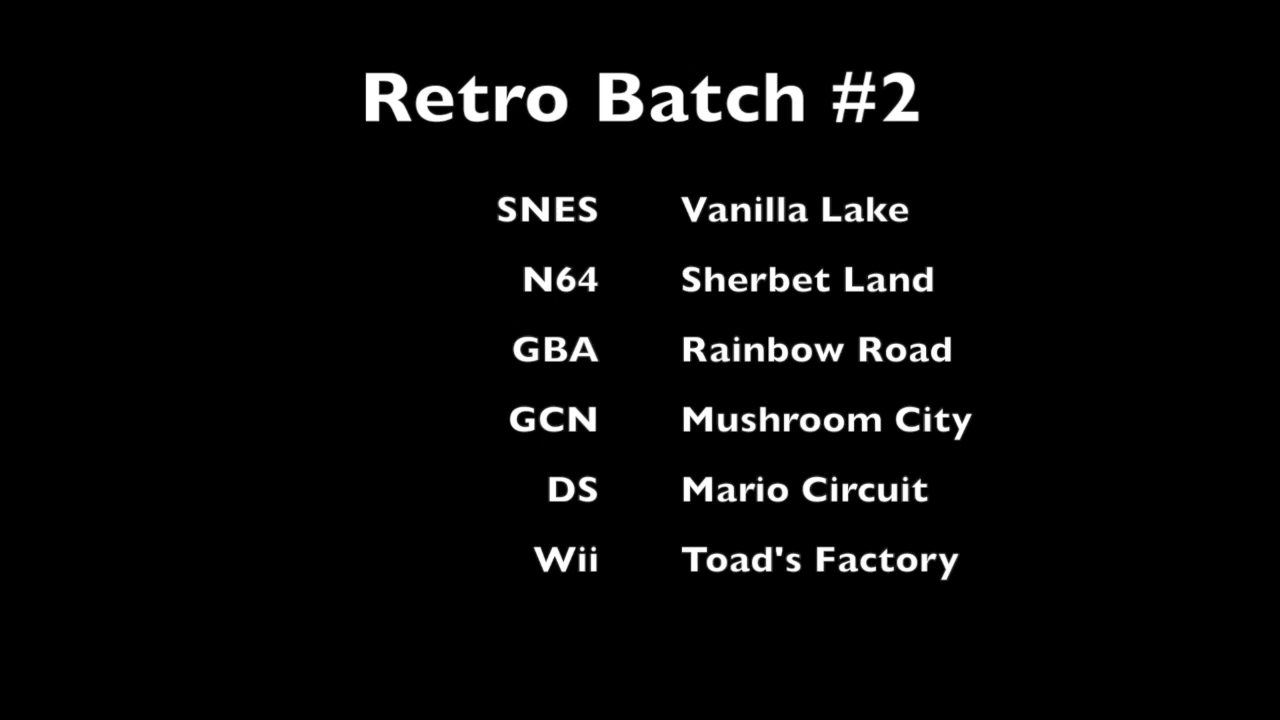 Retro Batch #2
SNES Vanilla Lake
N64 Sherbet Land
GBA Rainbow Road
GCN Mushroom City
DS Mario Circuit
Wii Toad's Factory